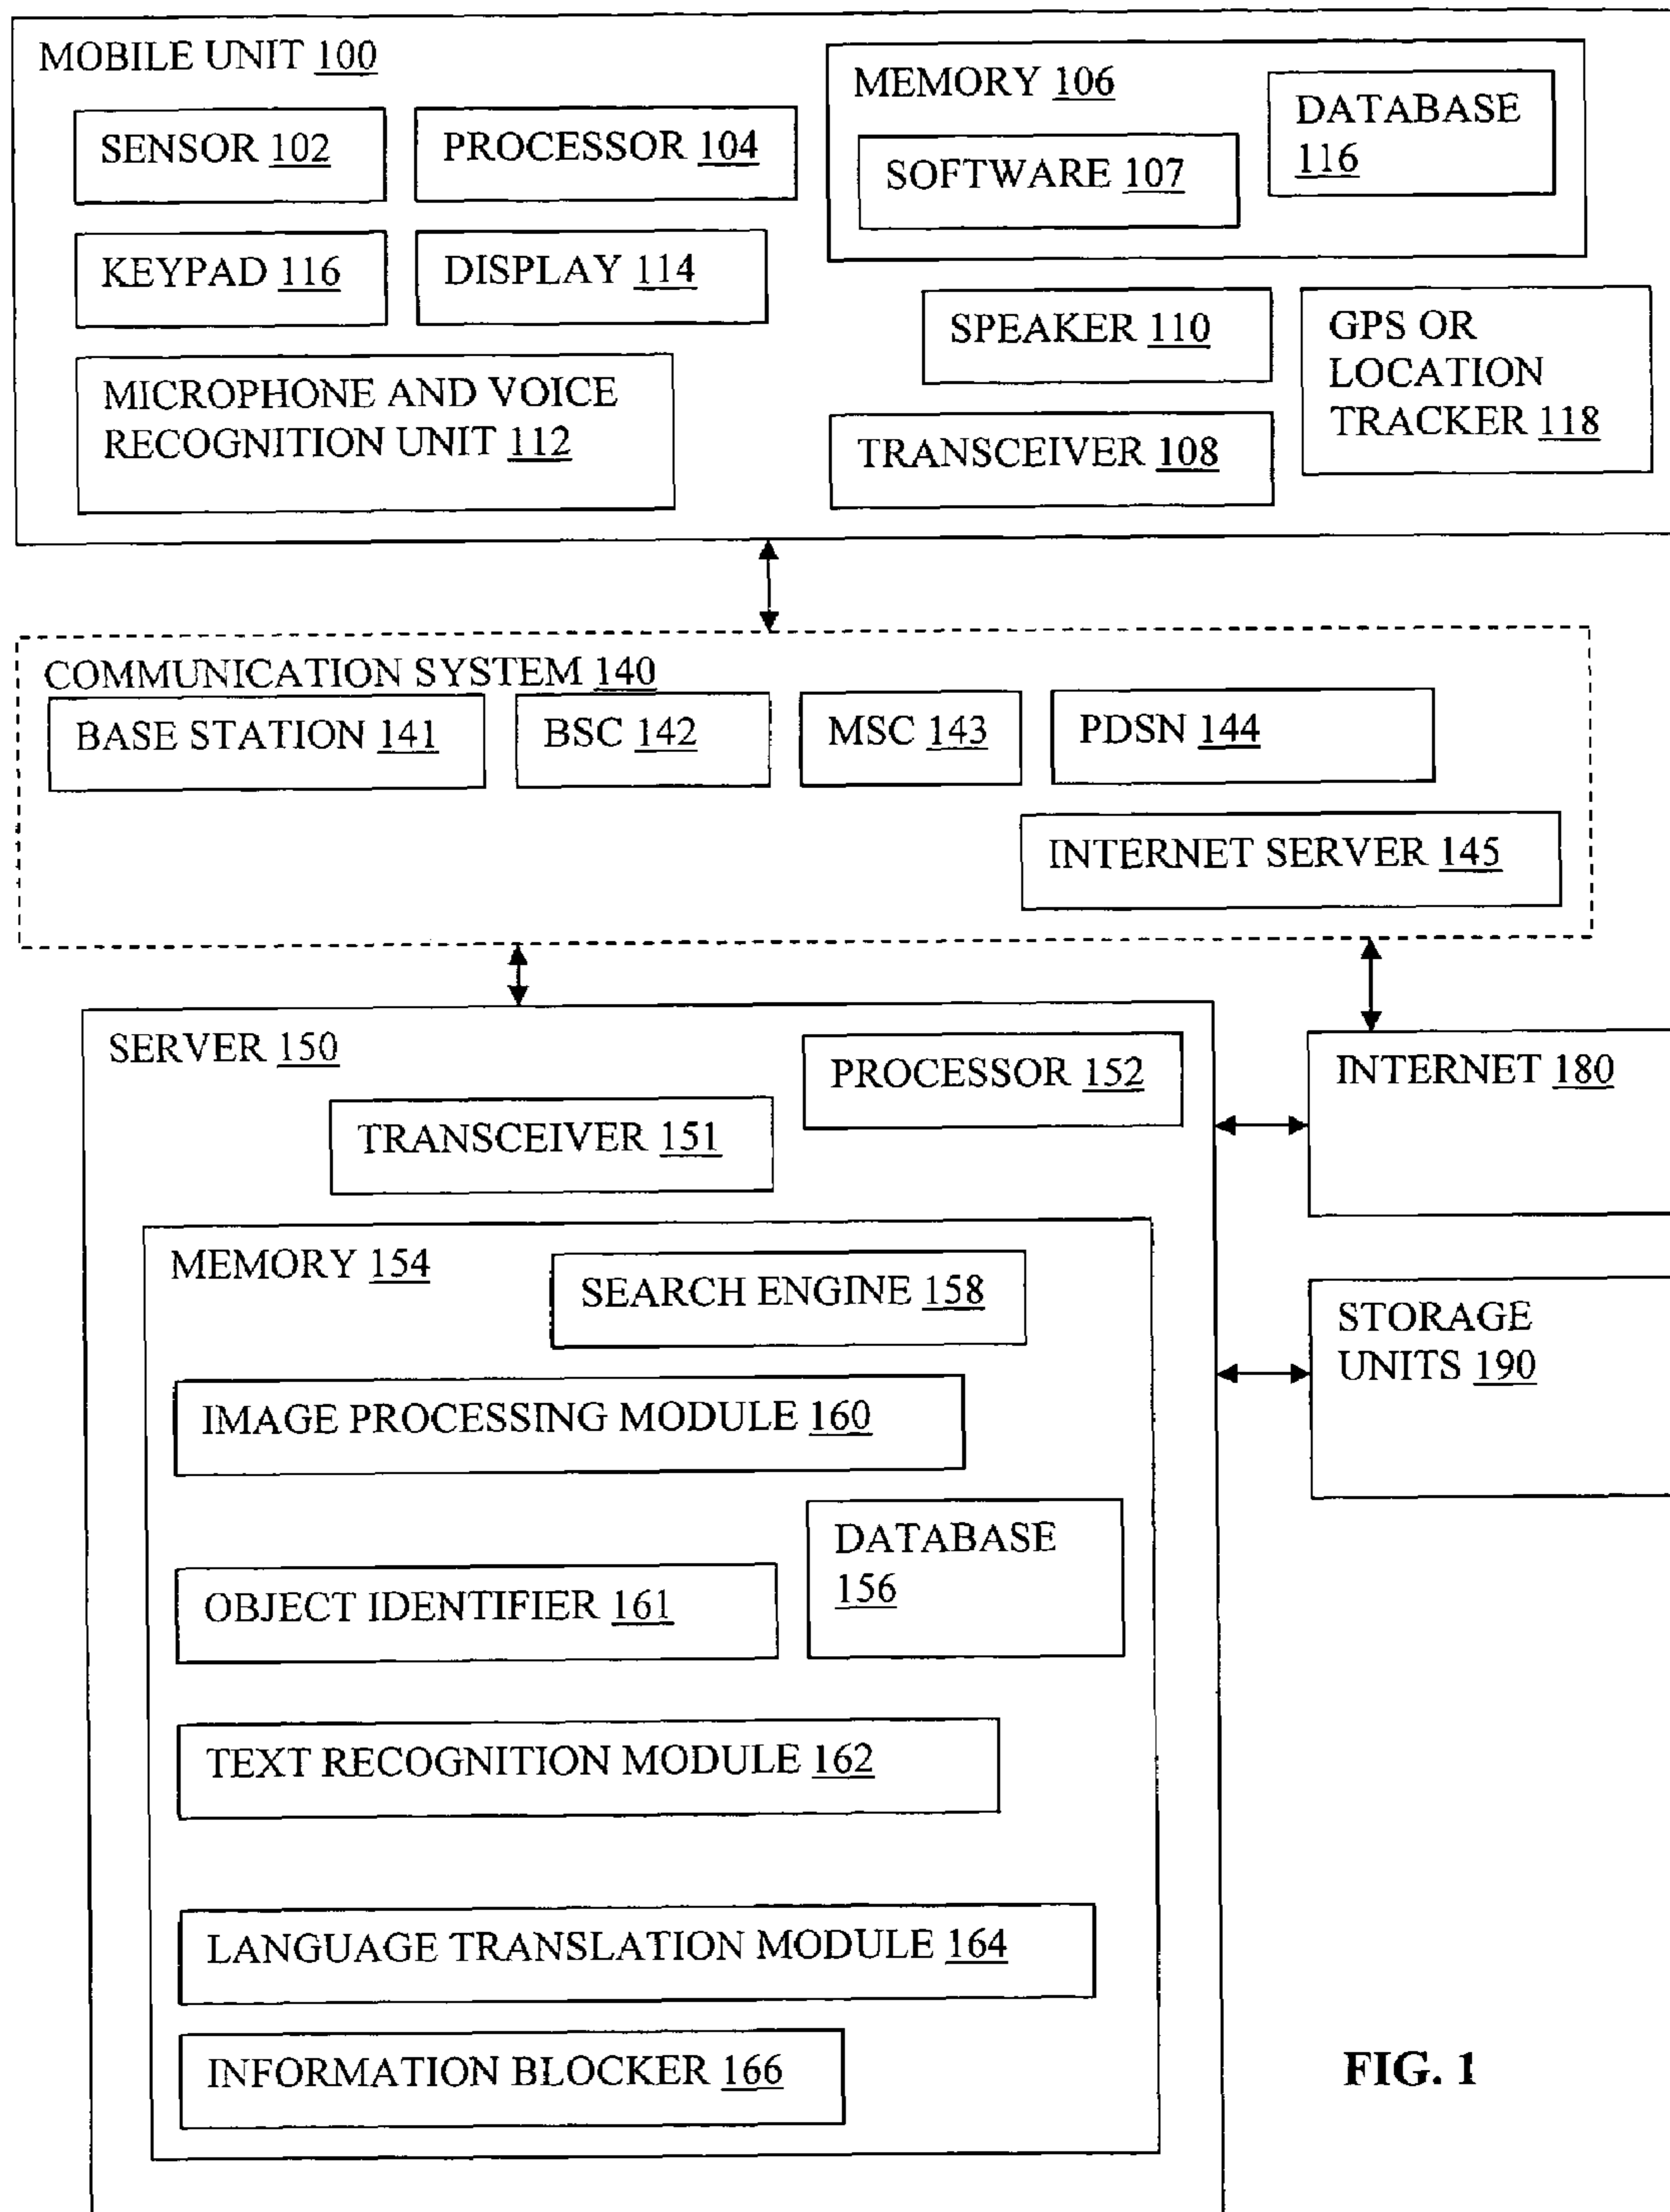 MOBILE UNIT 100
SENSOR 102
PROCESSOR 104
MEMORY 106
SOFTWARE 107
DATABASE
116
KEYPAD 116
DISPLAY 114
SPEAKER 110
GPS OR
LOCATION
TRACKER 118
MICROPHONE AND VOICE
RECOGNITION UNIT 112
TRANSCEIVER 108
COMMUNICATION SYSTEM 140
BASE STATION 141
BSC 142
MSC 143
PDSN 144
INTERNET SERVER 145
SERVER 150
PROCESSOR 152
TRANSCEIVER 151
INTERNET 180
MEMORY 154
SEARCH ENGINE 158
STORAGE
UNITS 190
IMAGE PROCESSING MODULE 160
DATABASE
156
OBJECT IDENTIFIER 161
TEXT RECOGNITION MODULE 162
LANGUAGE TRANSLATION MODULE 164
INFORMATION BLOCKER 166
FIG. 1